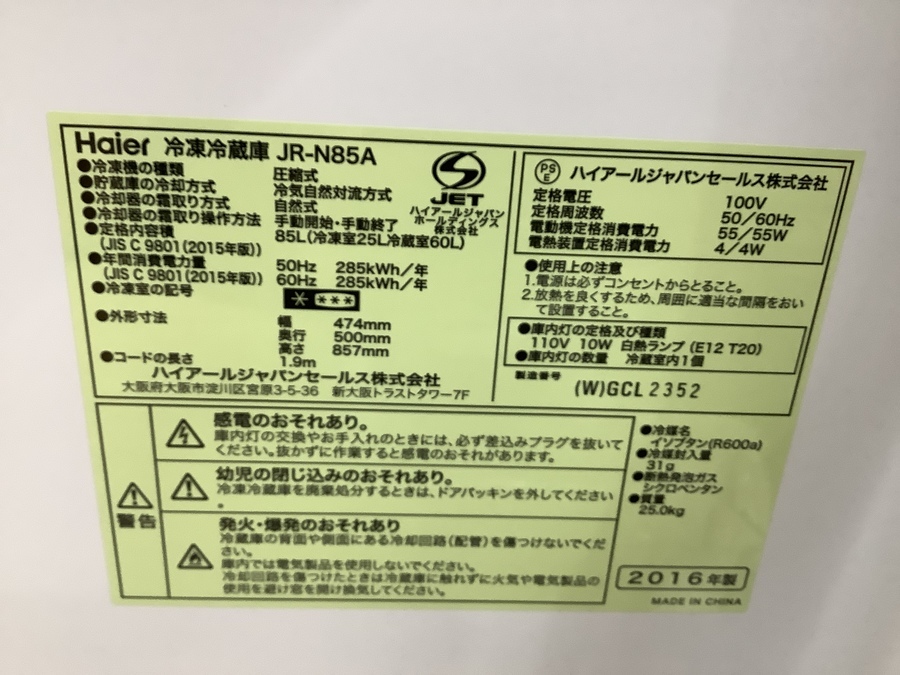 Haier 冷凍冷蔵庫 JR-N85A
●冷凍機の種類 圧縮式
●貯蔵庫の冷却方式 冷気自然対流方式
●冷却器の霜取り方式 自然式
●冷却器の霜取り操作方法 手動開始・手動終了
●定格内容積 85L(冷凍室25L冷蔵室60L)
(JIS C 9801(2015年版))
●年間消費電力量 50Hz 285kWh/年
(JIS C 9801(2015年版)) 60Hz 285kWh/年
●冷凍室の記号 * ***
●外形寸法 幅 474mm
奥行 500mm
高さ 857mm
●コードの長さ 1.9m
ハイアールジャパンセールス株式会社
大阪府大阪市淀川区宮原3-5-36 新大阪トラストタワー7F
JET
ハイアールジャパン
ホールディングス
株式会社
PS
E ハイアールジャパンセールス株式会社
定格電圧 100V
定格周波数 50/60Hz
電動機定格消費電力 55/55W
電熱装置定格消費電力 4/4W
●使用上の注意
1.電源は必ずコンセントからとること。
2.放熱を良くするため、周囲に適当な間隔をおい
て設置すること。
●庫内灯の定格及び種類
110V 10W 白熱ランプ (E12 T20)
●庫内灯の数量 冷蔵室内1個
製造番号 (W)GCL 2352
警告
感電のおそれあり。
庫内灯の交換やお手入れのときには、必ず差込みプラグを抜いて
ください。抜かずに作業すると感電のおそれがあります。
幼児の閉じ込みのおそれあり。
冷凍冷蔵庫を廃棄処分するときは、ドアパッキンを外してください
。
発火・爆発のおそれあり
冷蔵庫の背面や側面にある冷却回路(配管)を傷つけないでくだ
さい。
庫内では電気製品を使用しないでください。
冷却回路を傷つけたときは冷蔵庫に触れずに火気や電気製品の
使用を避け窓を開け換気してください。
●冷媒名
イソブタン(R600a)
●冷媒封入量
31g
●断熱発泡ガス
シクロペンタン
●質量
25.0kg
2016年製
MADE IN CHINA